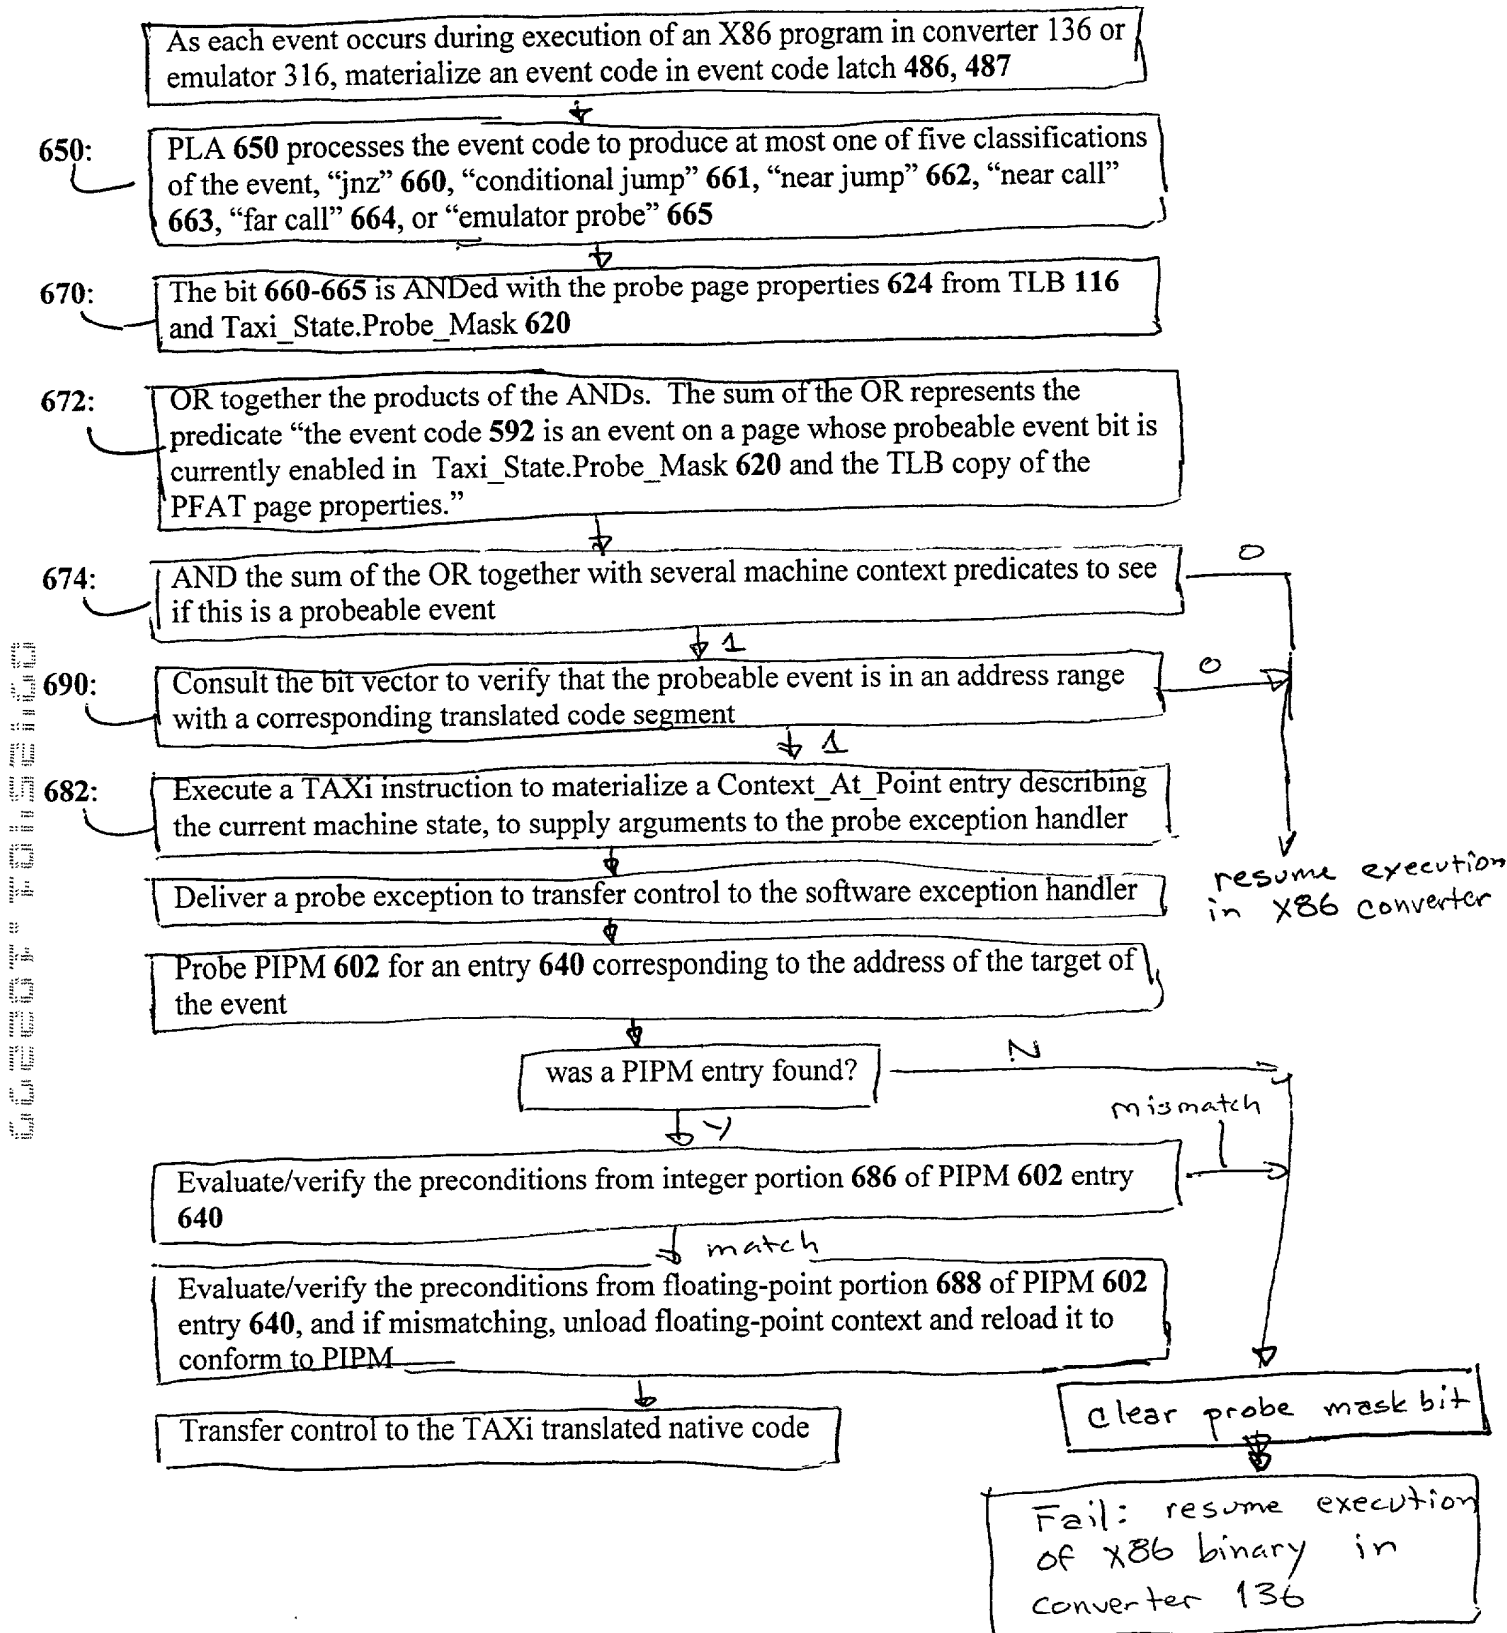 As each event occurs during execution of an X86 program in converter 136 or
emulator 316, materialize an event code in event code latch 486, 487
650:
PLA 650 processes the event code to produce at most one of five classifications
of the event, “jnz” 660, “conditional jump” 661, “near jump” 662, “near call”
663, “far call” 664, or “emulator probe” 665
670:
The bit 660-665 is ANDed with the probe page properties 624 from TLB 116
and Taxi_State.Probe_Mask 620
672:
OR together the products of the ANDs. The sum of the OR represents the
predicate “the event code 592 is an event on a page whose probeable event bit is
currently enabled in Taxi_State.Probe_Mask 620 and the TLB copy of the
PFAT page properties.”
674:
AND the sum of the OR together with several machine context predicates to see
if this is a probeable event
0
1
690:
Consult the bit vector to verify that the probeable event is in an address range
with a corresponding translated code segment
0
1
682:
Execute a TAXi instruction to materialize a Context_At_Point entry describing
the current machine state, to supply arguments to the probe exception handler
resume execution
in X86 converter
Deliver a probe exception to transfer control to the software exception handler
Probe PIPM 602 for an entry 640 corresponding to the address of the target of
the event
was a PIPM entry found?
N
Y
mismatch
Evaluate/verify the preconditions from integer portion 686 of PIPM 602 entry
640
match
Evaluate/verify the preconditions from floating-point portion 688 of PIPM 602
entry 640, and if mismatching, unload floating-point context and reload it to
conform to PIPM
Transfer control to the TAXi translated native code
clear probe mask bit
Fail: resume execution
of X86 binary in
converter 136